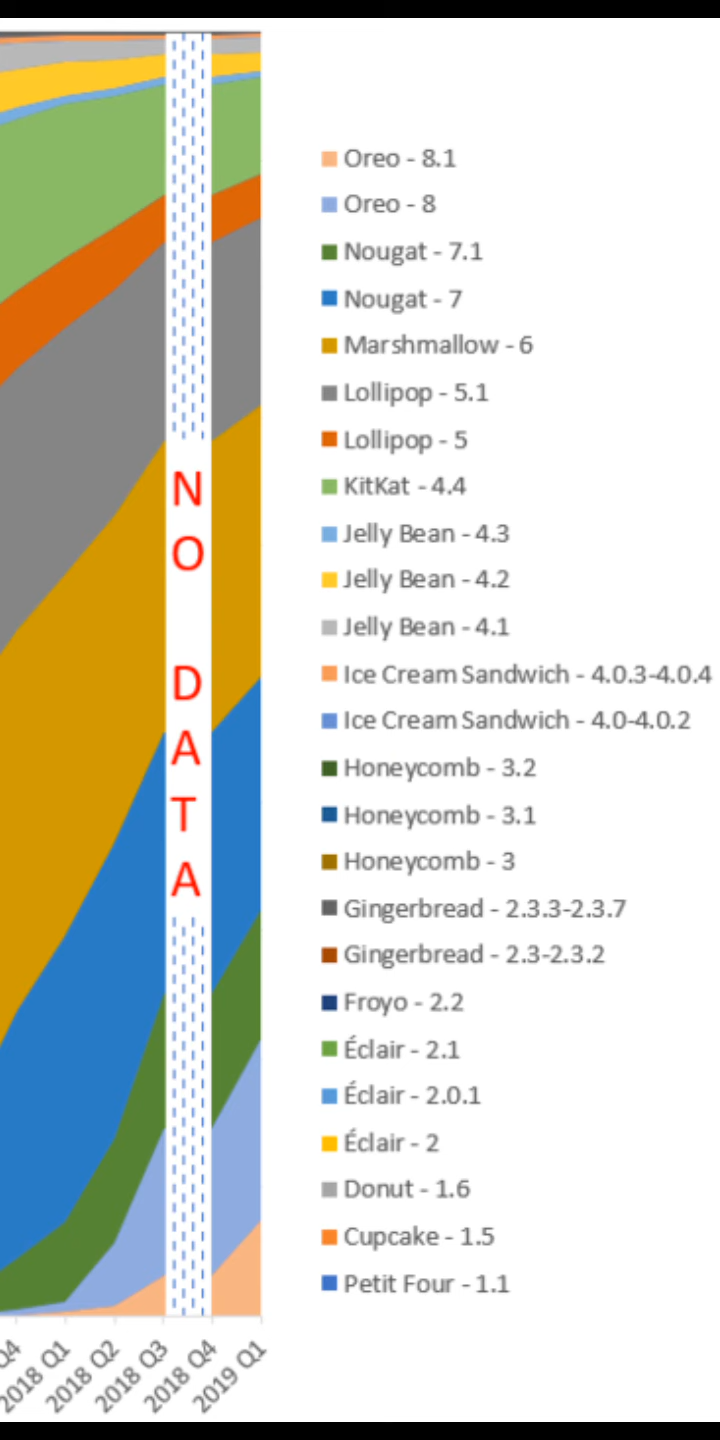 Oreo - 8.1
Oreo - 8
Nougat - 7.1
Nougat - 7
Marshmallow - 6
Lollipop - 5.1
Lollipop - 5
KitKat - 4.4
Jelly Bean - 4.3
Jelly Bean - 4.2
Jelly Bean - 4.1
Ice Cream Sandwich - 4.0.3-4.0.4
Ice Cream Sandwich - 4.0-4.0.2
Honeycomb - 3.2
Honeycomb - 3.1
Honeycomb - 3
Gingerbread - 2.3.3-2.3.7
Gingerbread - 2.3-2.3.2
Froyo - 2.2
Éclair - 2.1
Éclair - 2.0.1
Éclair - 2
Donut - 1.6
Cupcake - 1.5
Petit Four - 1.1
NO DATA
Q4
2018 Q1
2018 Q2
2018 Q3
2018 Q4
2019 Q1